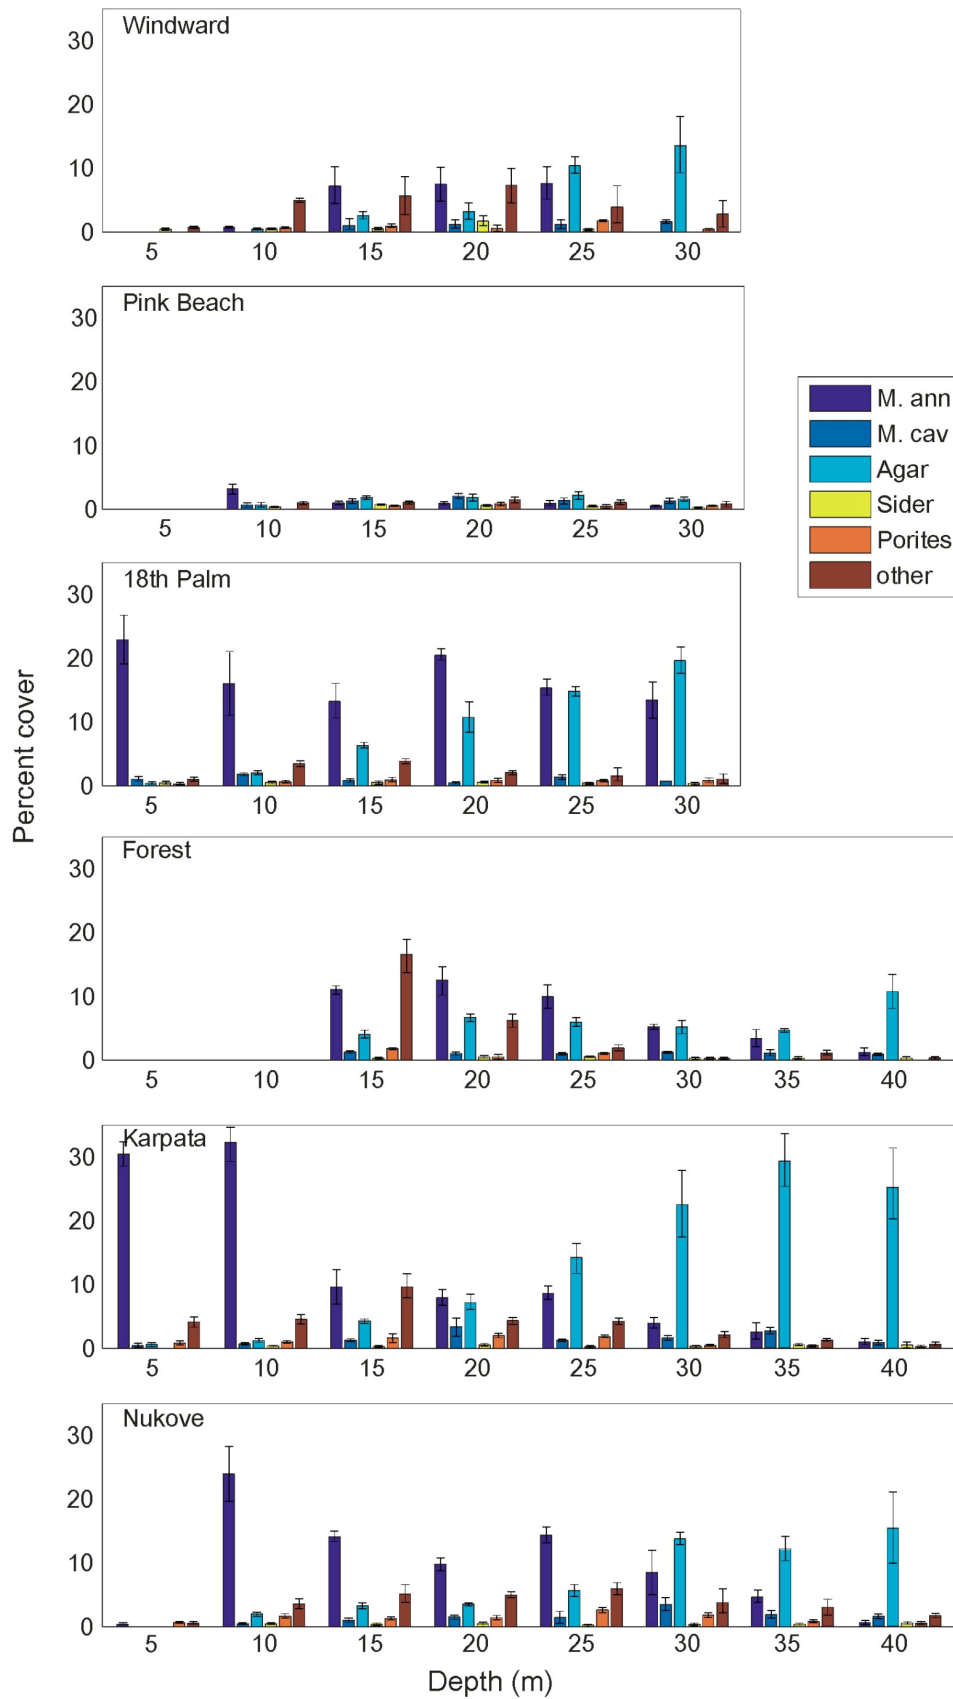 Windward
30
20
10
0
5 10 15 20 25 30
Pink Beach
30
20
10
0
5 10 15 20 25 30
M. ann
M. cav
Agar
Sider
Porites
other
18th Palm
30
20
10
0
5 10 15 20 25 30
Percent cover
Forest
30
20
10
0
5 10 15 20 25 30 35 40
Karpata
30
20
10
0
5 10 15 20 25 30 35 40
Nukove
30
20
10
0
5 10 15 20 25 30 35 40
Depth (m)